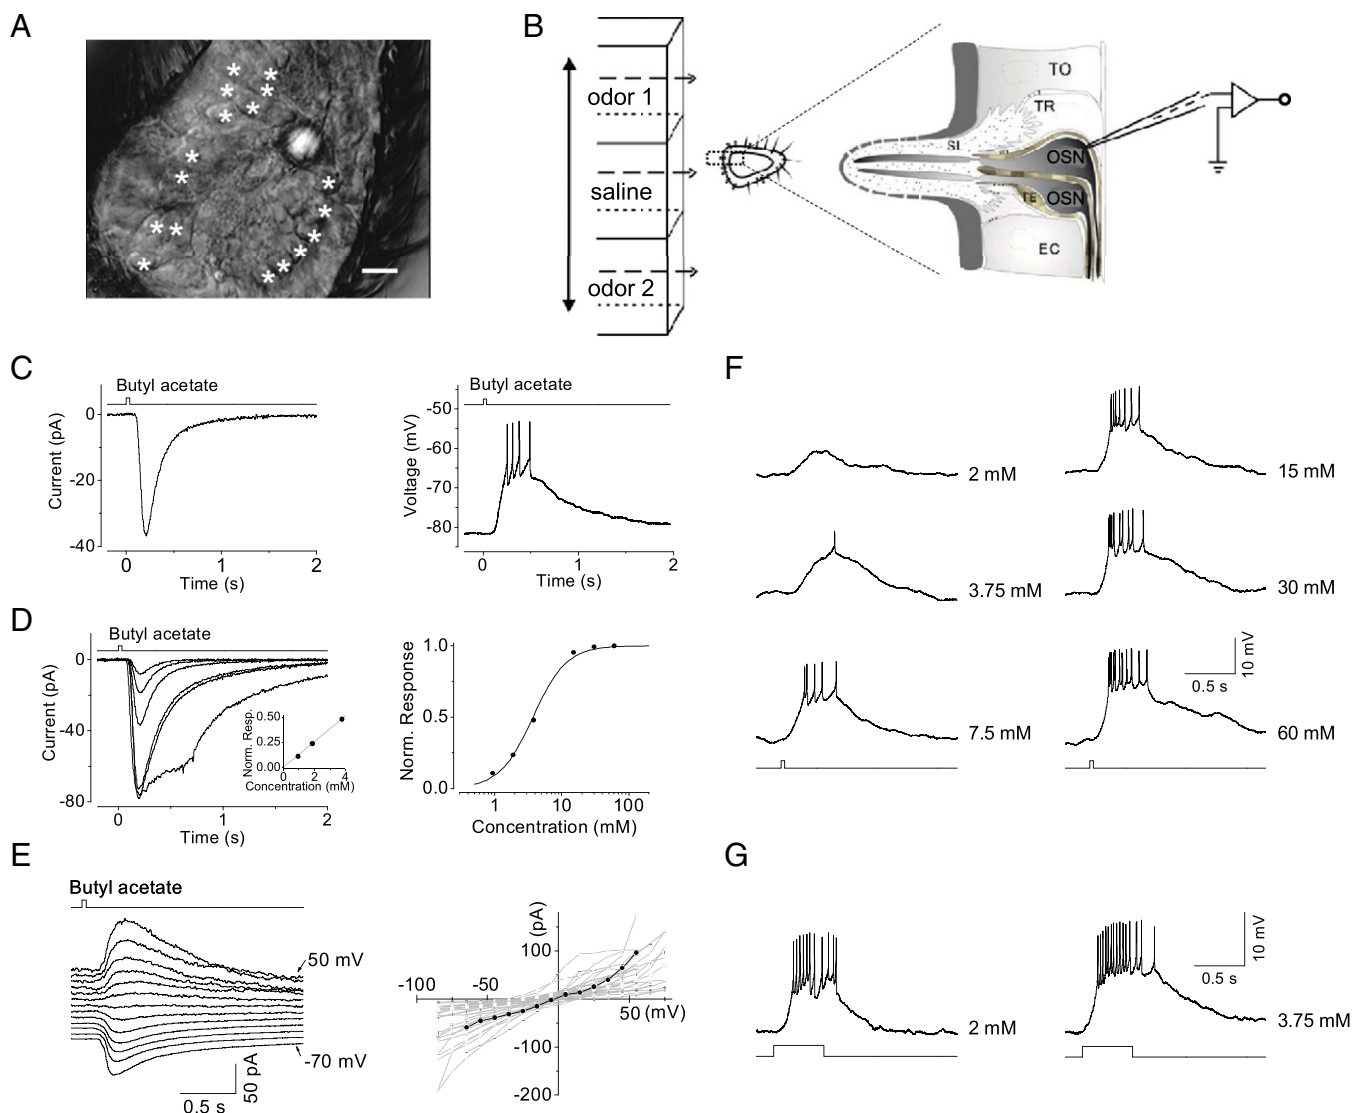 A
B
odor 1
saline
odor 2
TO
TR
SL
OSN
TE
OSN
EC
C
Butyl acetate
Current (pA)
0
-20
-40
0
1
2
Time (s)
Butyl acetate
Voltage (mV)
-50
-60
-70
-80
0
1
2
Time (s)
D
Butyl acetate
Current (pA)
0
-40
-80
0
1
2
Time (s)
Norm. Resp.
0.50
0.25
0.00
0
2
4
Concentration (mM)
Norm. Response
1.0
0.5
0.0
1
10
100
Concentration (mM)
E
Butyl acetate
50 mV
-70 mV
50 pA
0.5 s
(pA)
100
-100
-50
50 (mV)
-100
-200
F
2 mM
15 mM
3.75 mM
30 mM
7.5 mM
10 mV
0.5 s
60 mM
G
2 mM
10 mV
0.5 s
3.75 mM